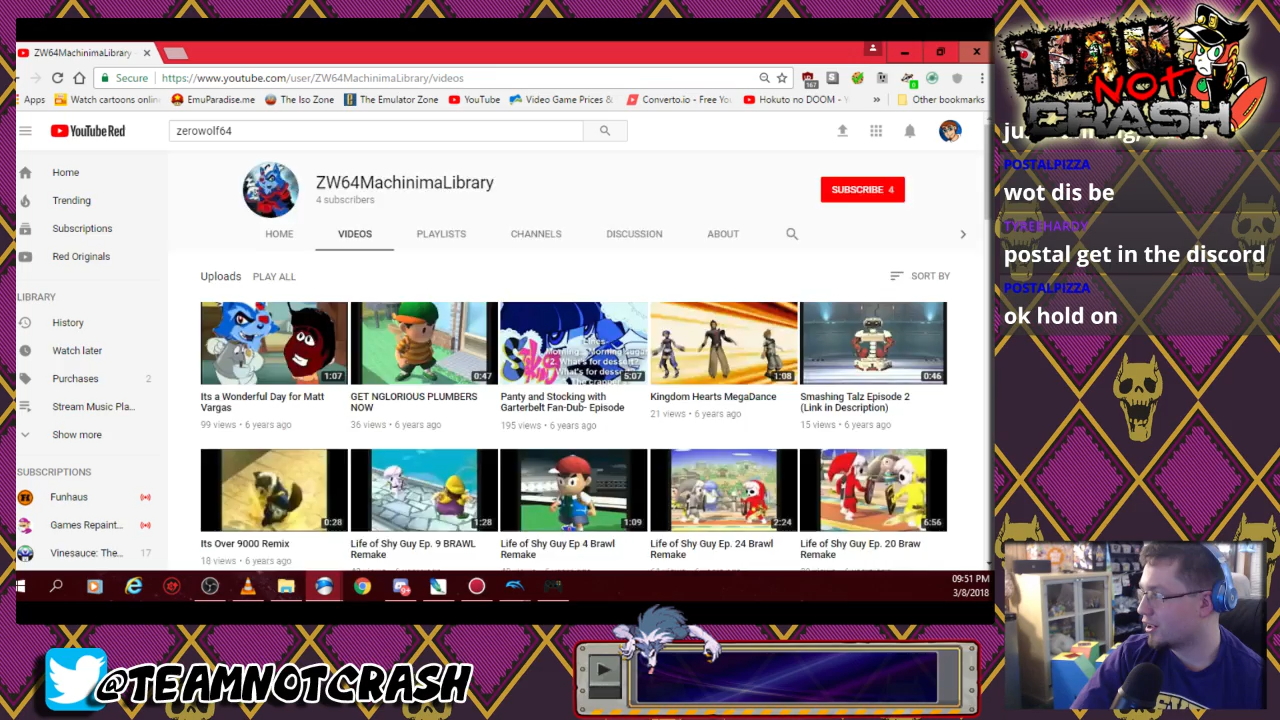 ZW64MachinimaLibrary
Secure
https://www.youtube.com/user/ZW64MachinimaLibrary/videos
Apps
Watch cartoons onlin
EmuParadise.me
The Iso Zone
The Emulator Zone
YouTube
Video Game Prices &
Converto.io - Free Yo
Hokuto no DOOM -
»
Other bookmarks
YouTube Red
zerowolf64
Home
Trending
Subscriptions
Red Originals
LIBRARY
History
Watch later
Purchases 2
Stream Music Pla...
Show more
SUBSCRIPTIONS
Funhaus
Games Repaint...
Vinesauce: The... 17
ZW64MachinimaLibrary
4 subscribers
SUBSCRIBE 4
HOME VIDEOS PLAYLISTS CHANNELS DISCUSSION ABOUT
Uploads PLAY ALL SORT BY
1:07
Its a Wonderful Day for Matt
Vargas
99 views • 6 years ago
0:47
GET NGLORIOUS PLUMBERS
NOW
36 views • 6 years ago
5:07
Panty and Stocking with
Garterbelt Fan-Dub- Episode
195 views • 6 years ago
1:08
Kingdom Hearts MegaDance
21 views • 6 years ago
0:46
Smashing Talz Episode 2
(Link in Description)
15 views • 6 years ago
0:28
Its Over 9000 Remix
18 views • 6 years ago
1:28
Life of Shy Guy Ep. 9 BRAWL
Remake
1:09
Life of Shy Guy Ep 4 Brawl
Remake
2:24
Life of Shy Guy Ep. 24 Brawl
Remake
6:56
Life of Shy Guy Ep. 20 Braw
Remake
09:51 PM
3/8/2018
TEAM
NOT
CRASH
POSTALPIZZA
wot dis be
TYREEHARDY
postal get in the discord
POSTALPIZZA
ok hold on
@TEAMNOTCRASH